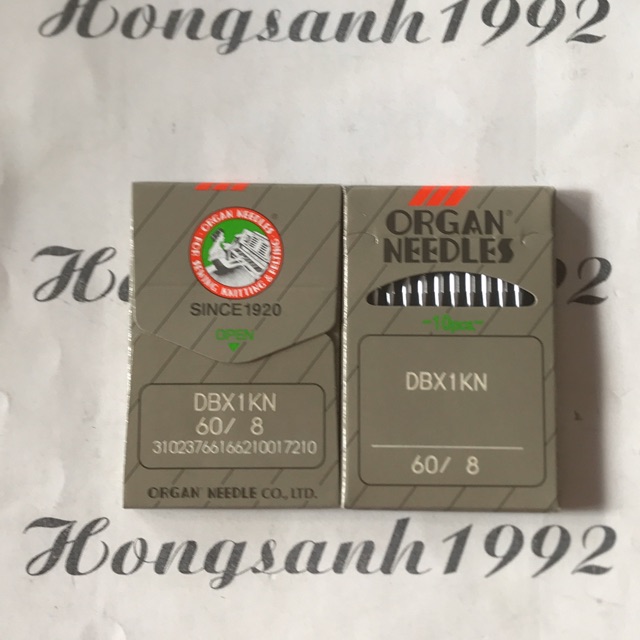 Hongsanh1992
ORGAN NEEDLES
FOR SEWING, KNITTING & FELTING
SINCE1920
OPEN
DBX1KN
60/ 8
31023766166210017210
ORGAN NEEDLE CO., LTD.
ORGAN®
NEEDLES
10pcs
DBX1KN
60/ 8
Hongsanh1992